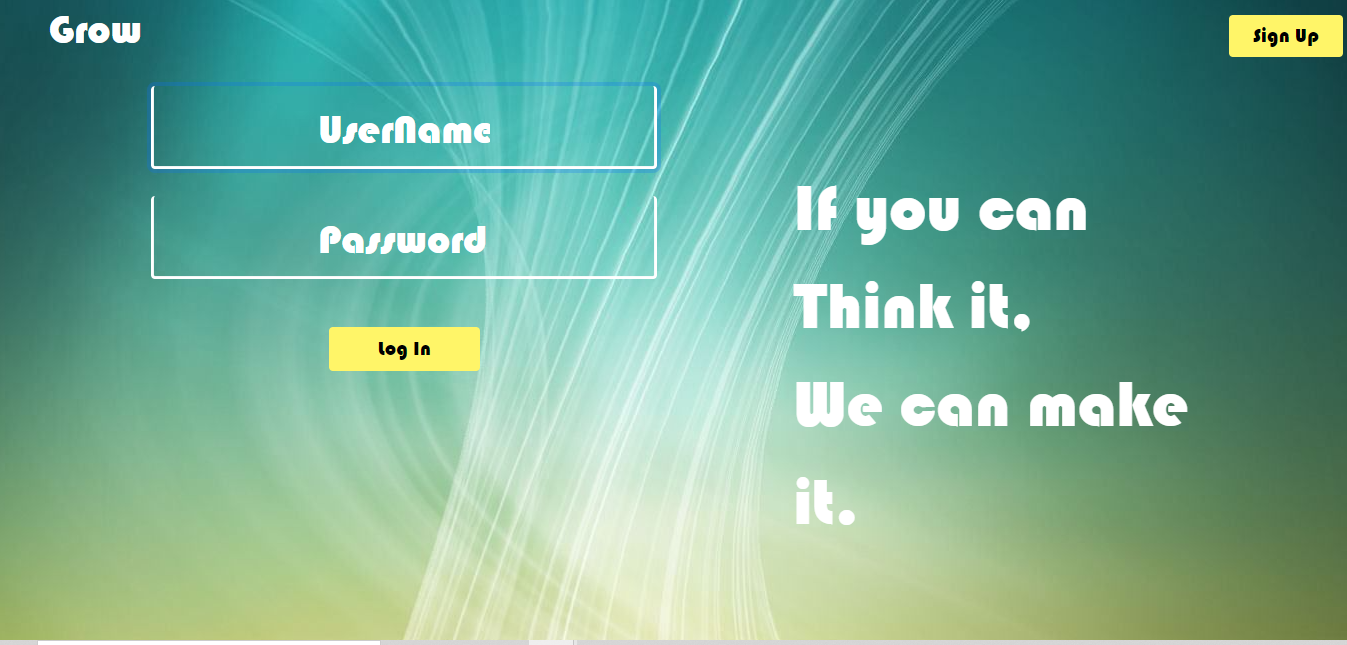 Grow
Sign Up
UserName
Password
Log In
If you can
Think it,
We can make
it.